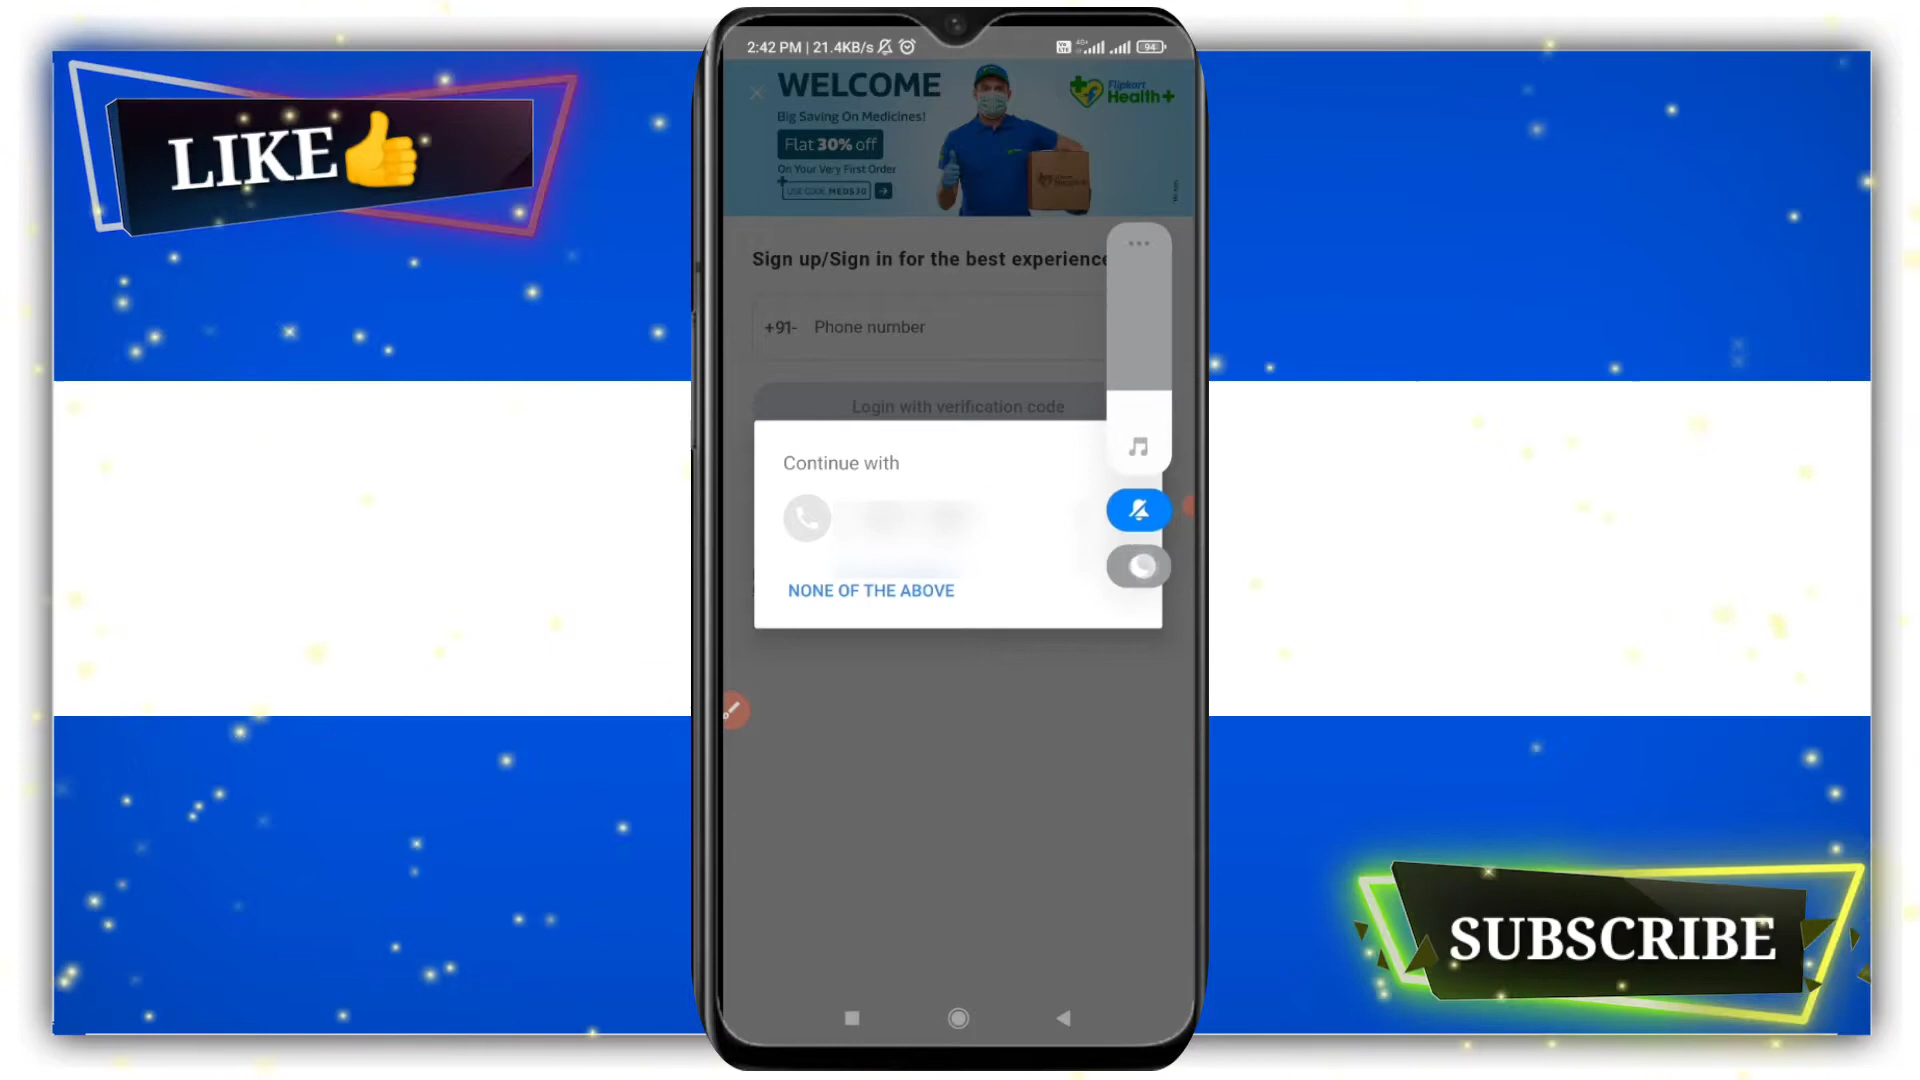 LIKE👍
2:42 PM | 21.4KB/s
4G+
94
WELCOME
Big Saving On Medicines!
Flat 30% off
On Your Very First Order
USE CODE MEDS30
Flipkart
Health+
Sign up/Sign in for the best experience
+91- Phone number
Login with verification code
Continue with
NONE OF THE ABOVE
SUBSCRIBE